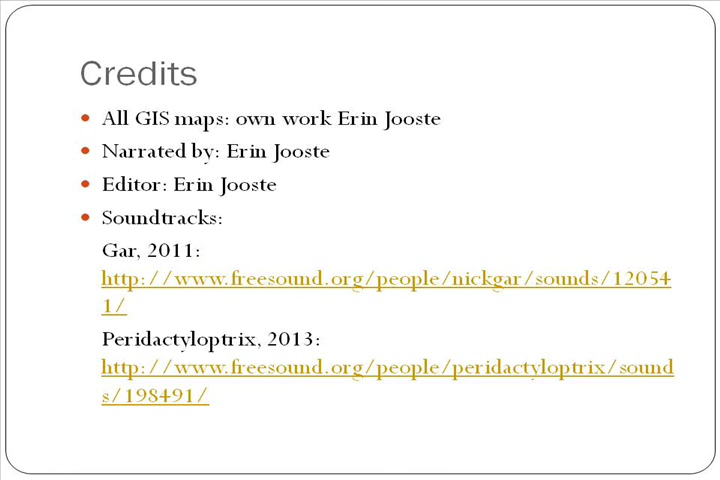 Credits
All GIS maps: own work Erin Jooste
Narrated by: Erin Jooste
Editor: Erin Jooste
Soundtracks:
Gar, 2011:
http://www.freesound.org/people/nickgar/sounds/12054
1/
Peridactyloptrix, 2013:
http://www.freesound.org/people/peridactyloptrix/sound
s/198491/